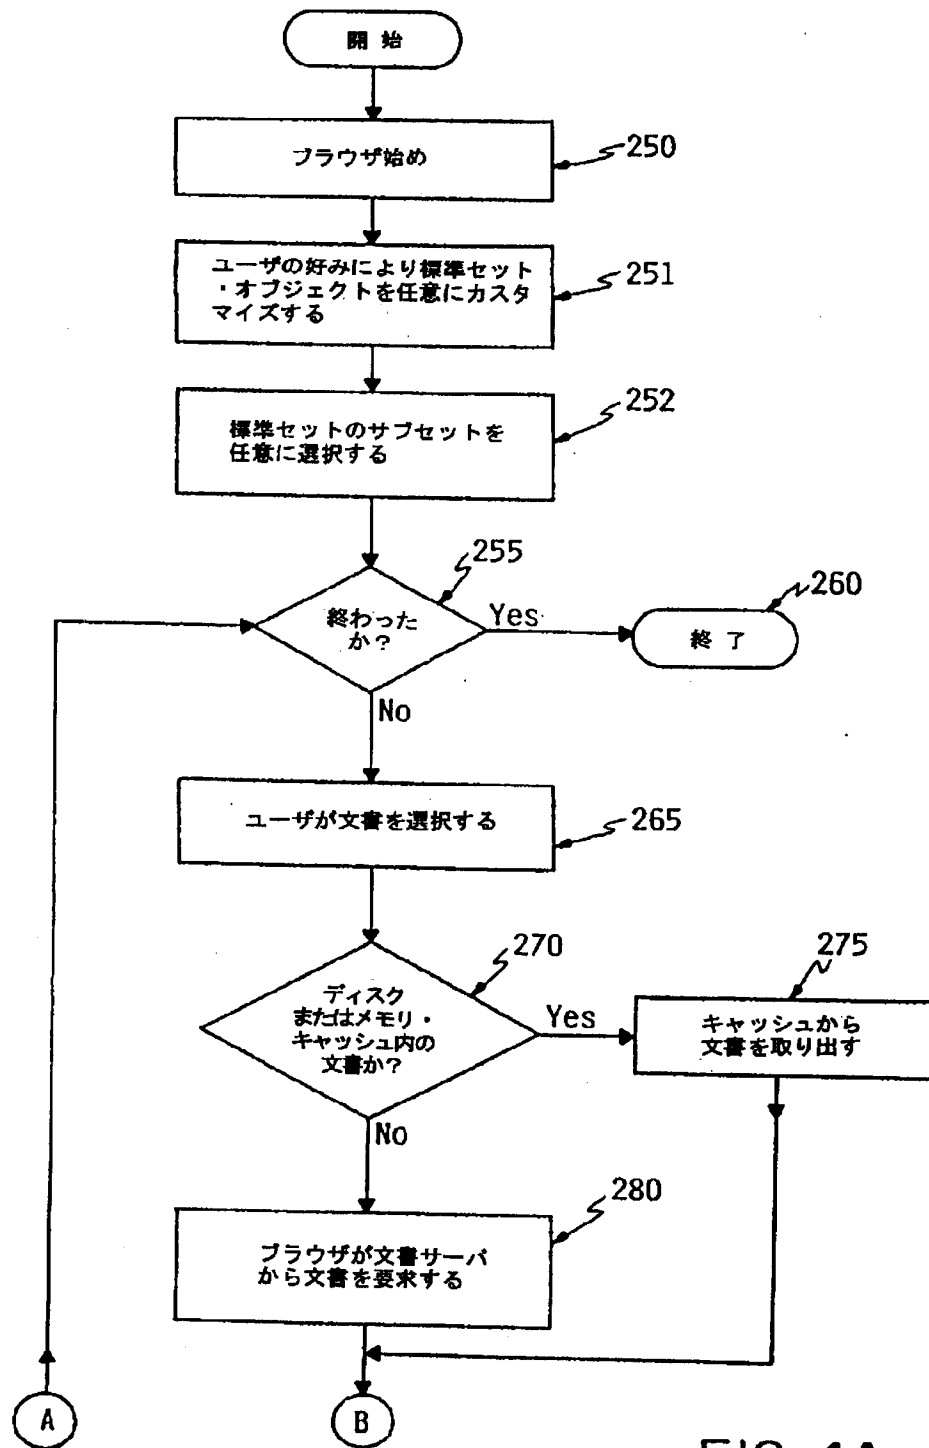 開 始
ブラウザ始め
250
ユーザの好みにより標準セット
・オブジェクトを任意にカスタ
マイズする
251
標準セットのサブセットを
任意に選択する
252
255
終わった
か?
Yes
260
終 了
No
ユーザが文書を選択する
265
270
ディスク
またはメモリ・
キャッシュ内の
文書か?
Yes
275
キャッシュから
文書を取り出す
No
280
ブラウザが文書サーバ
から文書を要求する
A
B